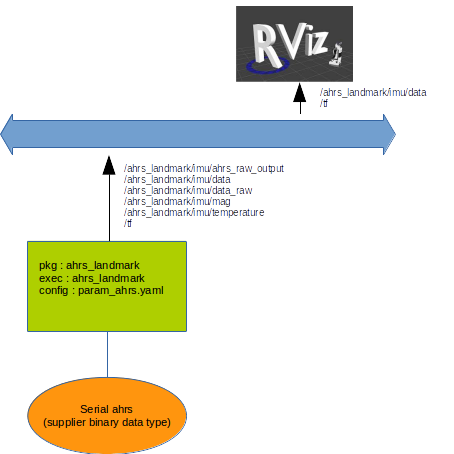 RViz
/ahrs_landmark/imu/data
/tf
/ahrs_landmark/imu/ahrs_raw_output
/ahrs_landmark/imu/data
/ahrs_landmark/imu/data_raw
/ahrs_landmark/imu/mag
/ahrs_landmark/imu/temperature
/tf
pkg : ahrs_landmark
exec : ahrs_landmark
config : param_ahrs.yaml
Serial ahrs
(supplier binary data type)